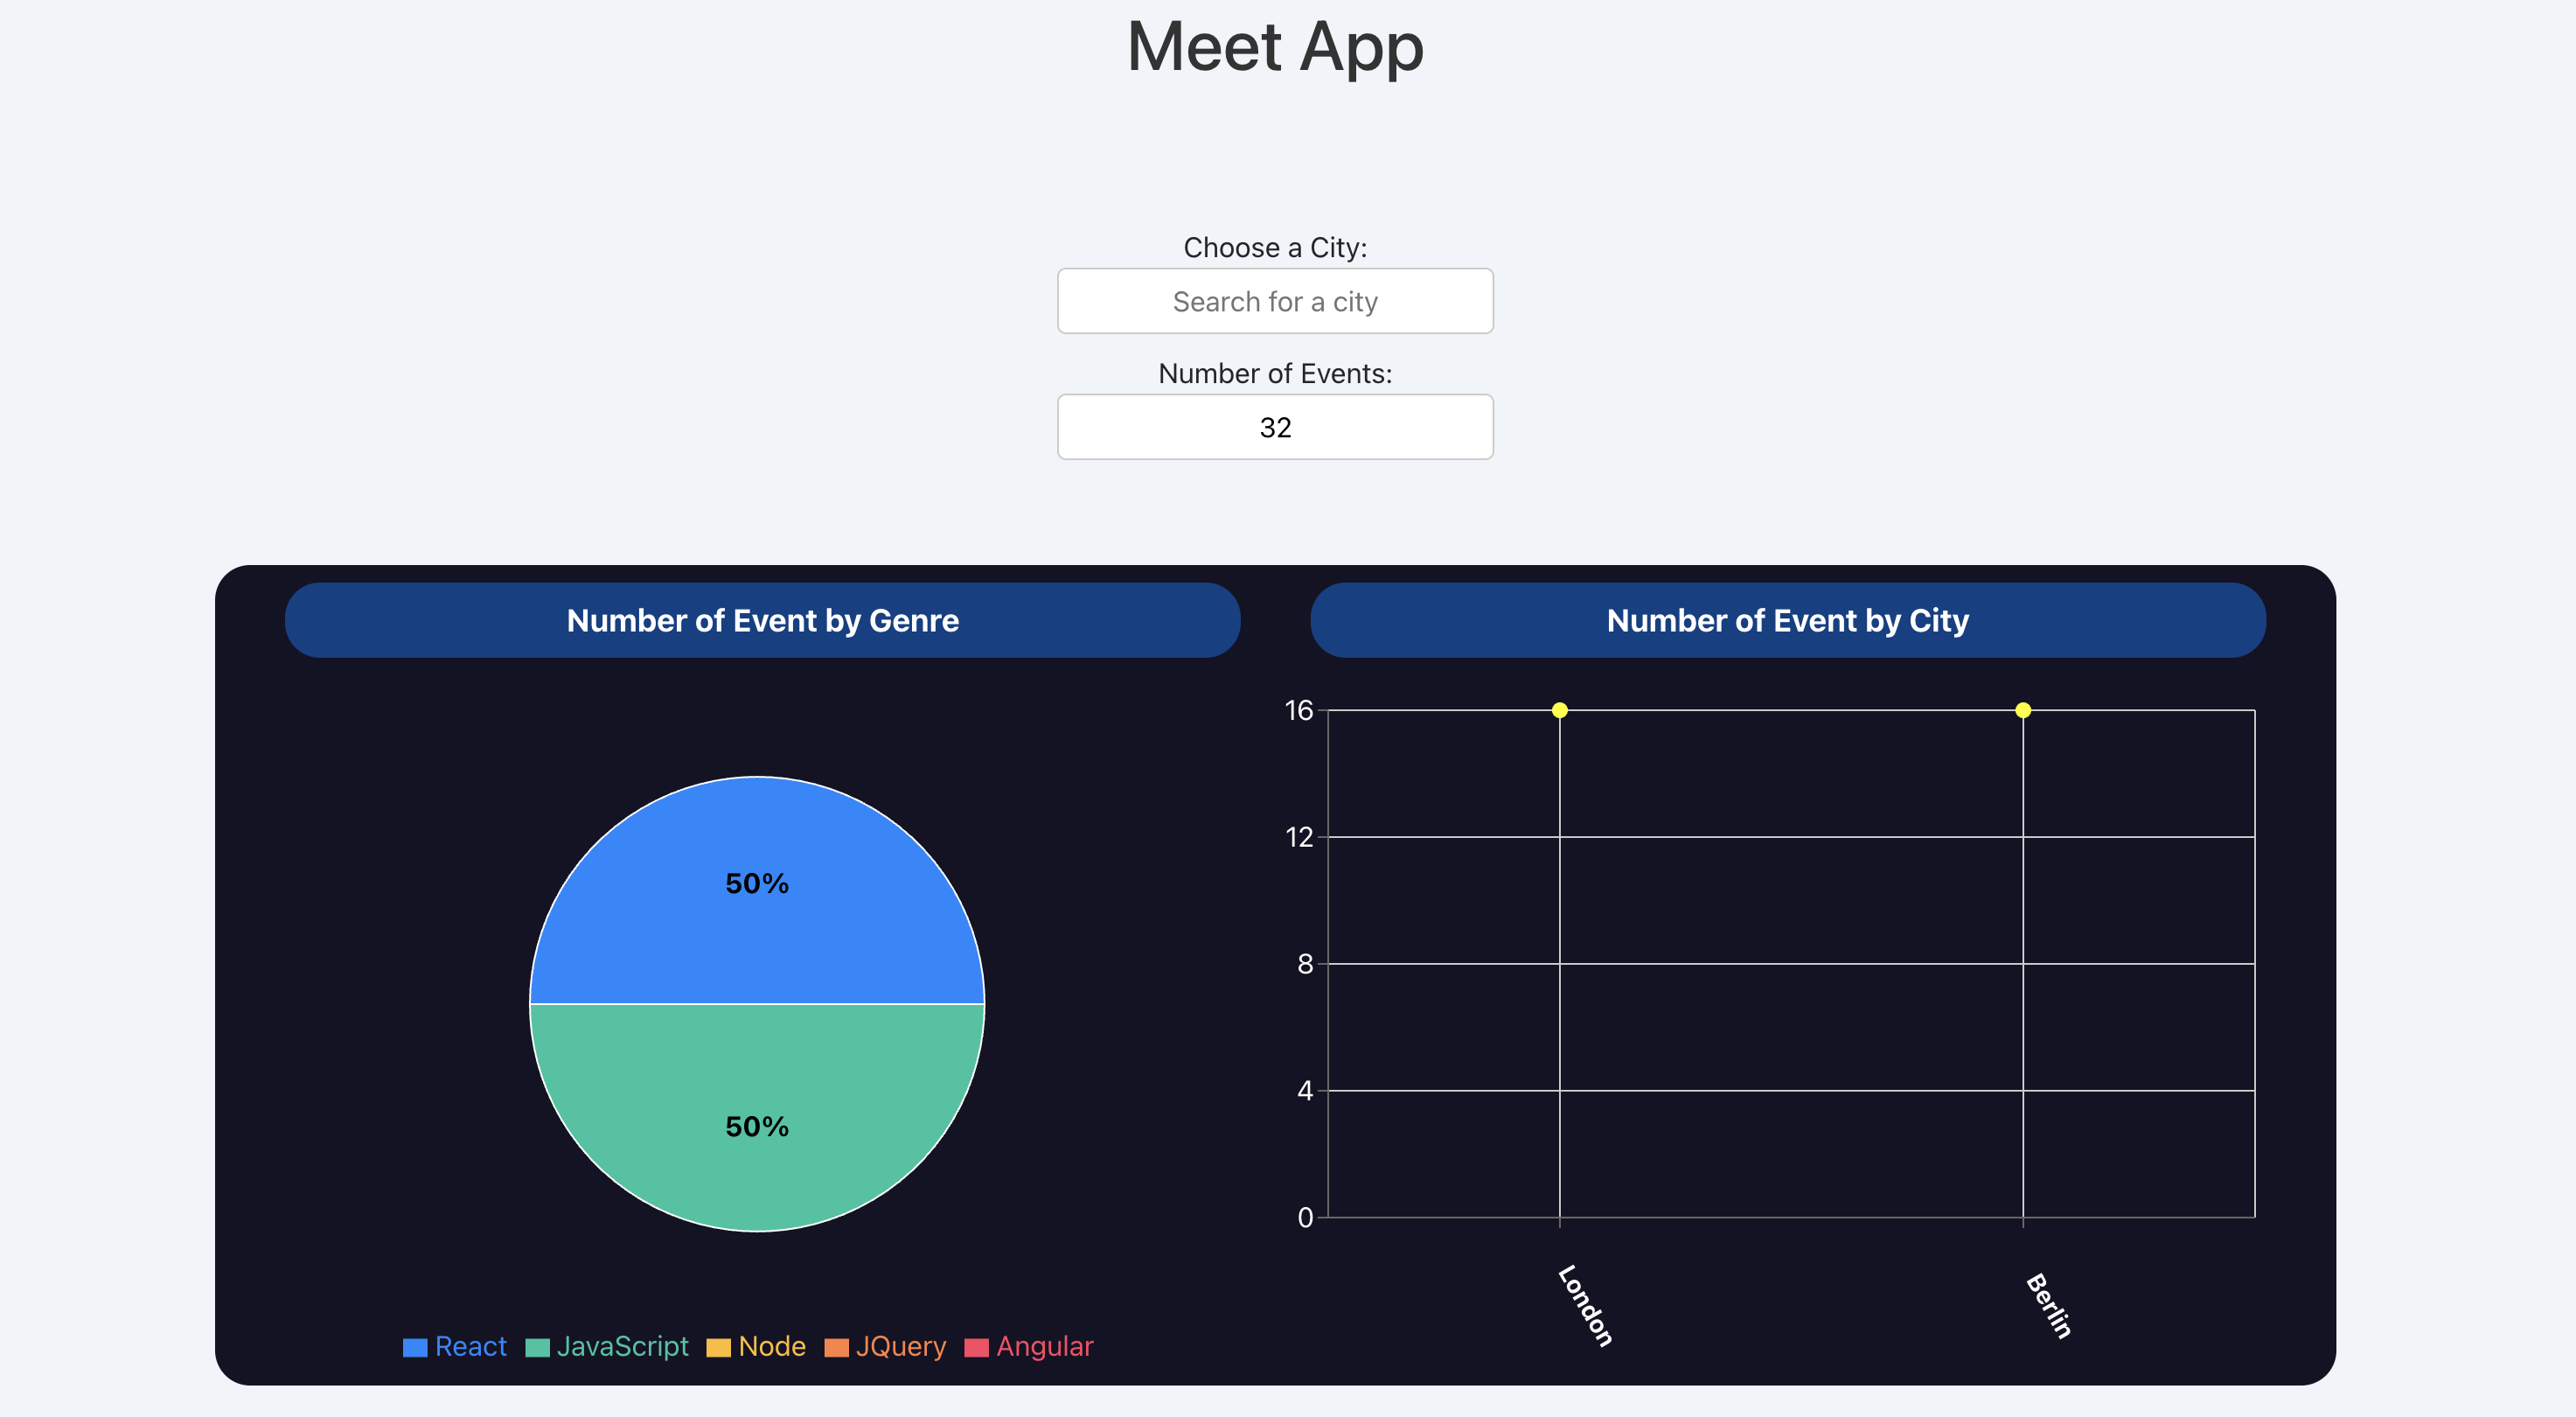 Meet App
Choose a City:
Search for a city
Number of Events:
32
Number of Event by Genre
50%
50%
React JavaScript Node JQuery Angular
Number of Event by City
16
12
8
4
0
London Berlin